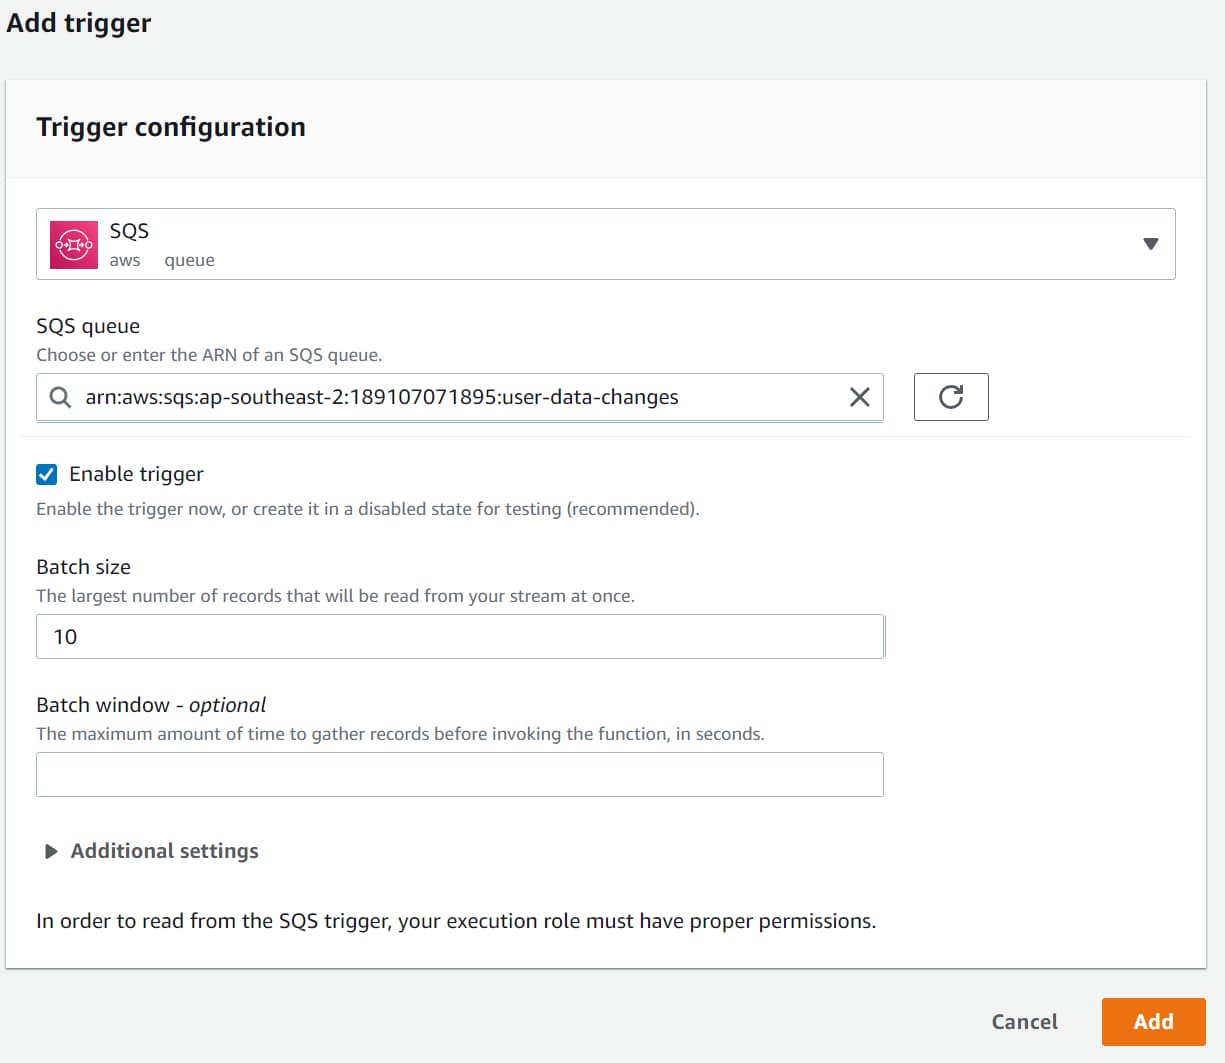 Add trigger
Trigger configuration
SQS
aws queue
SQS queue
Choose or enter the ARN of an SQS queue.
arn:aws:sqs:ap-southeast-2:189107071895:user-data-changes
Enable trigger
Enable the trigger now, or create it in a disabled state for testing (recommended).
Batch size
The largest number of records that will be read from your stream at once.
10
Batch window - optional
The maximum amount of time to gather records before invoking the function, in seconds.
Additional settings
In order to read from the SQS trigger, your execution role must have proper permissions.
Cancel Add